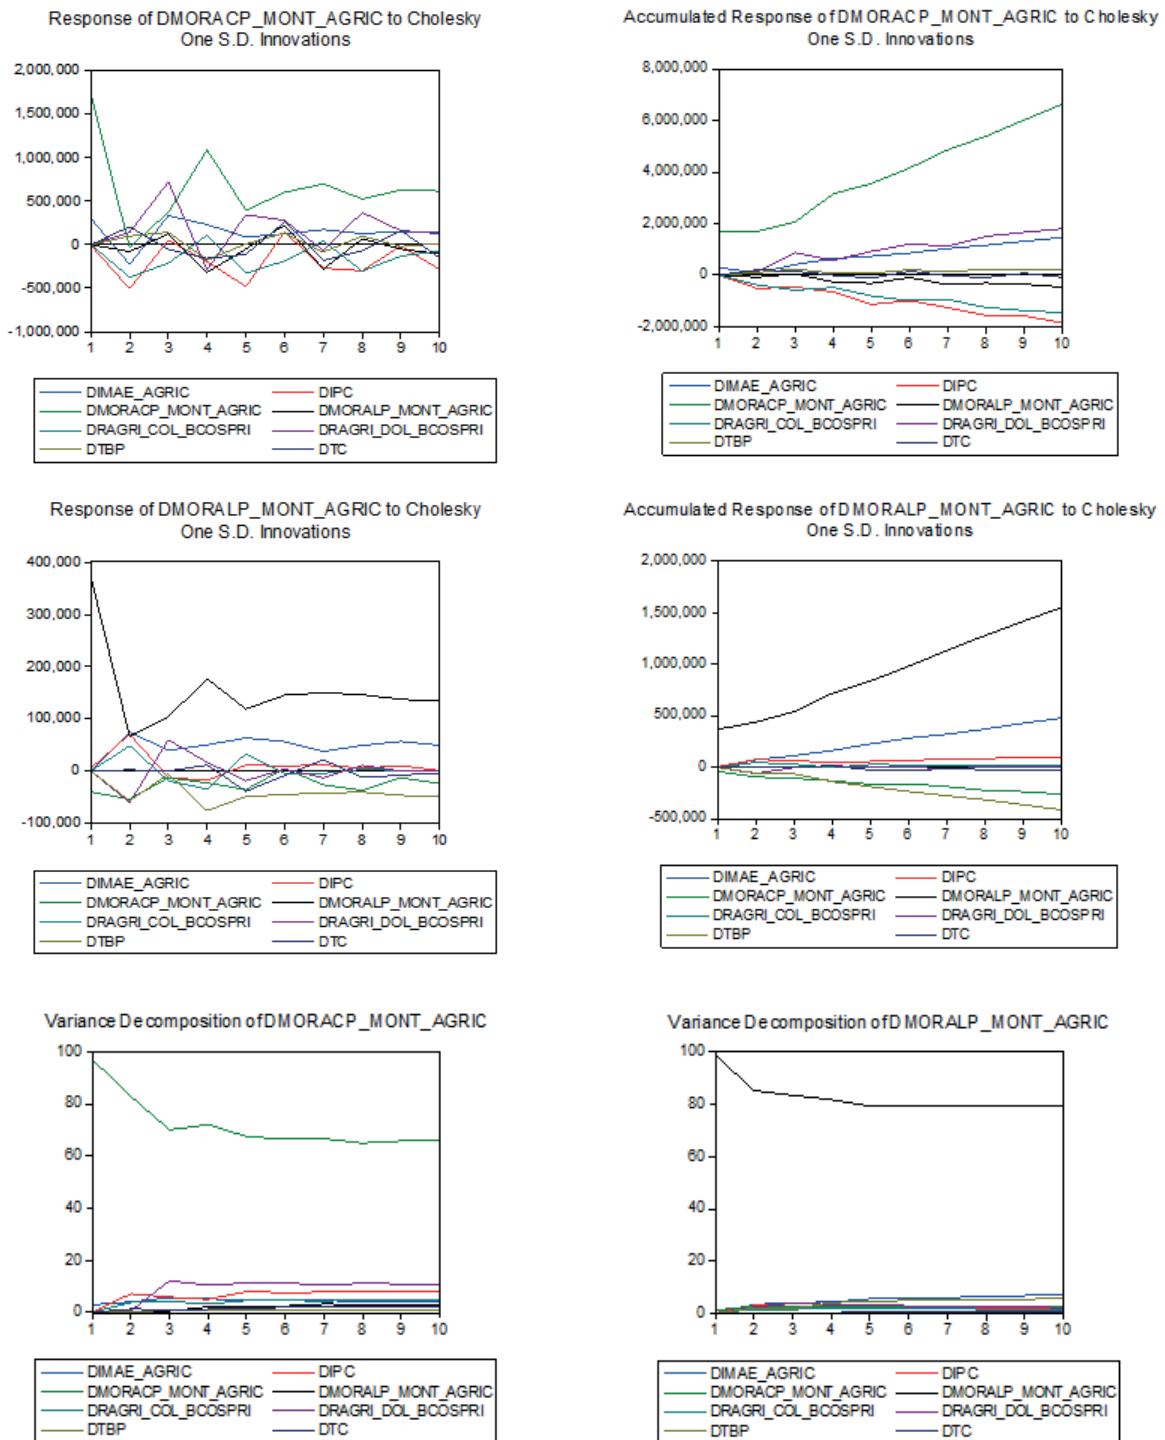 Response of DMORACP_MONT_AGRIC to Cholesky
One S.D. Innovations
2,000,000
1,500,000
1,000,000
500,000
0
-500,000
-1,000,000
1 2 3 4 5 6 7 8 9 10
DIMAE_AGRIC DIPC
DMORACP_MONT_AGRIC DMORALP_MONT_AGRIC
DRAGRI_COL_BCOSPRI DRAGRI_DOL_BCOSPRI
DTBP DTC
Accumulated Response of DMORACP_MONT_AGRIC to Cholesky
One S.D. Innovations
8,000,000
6,000,000
4,000,000
2,000,000
0
-2,000,000
1 2 3 4 5 6 7 8 9 10
DIMAE_AGRIC DIPC
DMORACP_MONT_AGRIC DMORALP_MONT_AGRIC
DRAGRI_COL_BCOSPRI DRAGRI_DOL_BCOSPRI
DTBP DTC
Response of DMORALP_MONT_AGRIC to Cholesky
One S.D. Innovations
400,000
300,000
200,000
100,000
0
-100,000
1 2 3 4 5 6 7 8 9 10
DIMAE_AGRIC DIPC
DMORACP_MONT_AGRIC DMORALP_MONT_AGRIC
DRAGRI_COL_BCOSPRI DRAGRI_DOL_BCOSPRI
DTBP DTC
Accumulated Response of DMORALP_MONT_AGRIC to Cholesky
One S.D. Innovations
2,000,000
1,500,000
1,000,000
500,000
0
-500,000
1 2 3 4 5 6 7 8 9 10
DIMAE_AGRIC DIPC
DMORACP_MONT_AGRIC DMORALP_MONT_AGRIC
DRAGRI_COL_BCOSPRI DRAGRI_DOL_BCOSPRI
DTBP DTC
Variance Decomposition of DMORACP_MONT_AGRIC
100
80
60
40
20
0
1 2 3 4 5 6 7 8 9 10
DIMAE_AGRIC DIPC
DMORACP_MONT_AGRIC DMORALP_MONT_AGRIC
DRAGRI_COL_BCOSPRI DRAGRI_DOL_BCOSPRI
DTBP DTC
Variance Decomposition of DMORALP_MONT_AGRIC
100
80
60
40
20
0
1 2 3 4 5 6 7 8 9 10
DIMAE_AGRIC DIPC
DMORACP_MONT_AGRIC DMORALP_MONT_AGRIC
DRAGRI_COL_BCOSPRI DRAGRI_DOL_BCOSPRI
DTBP DTC